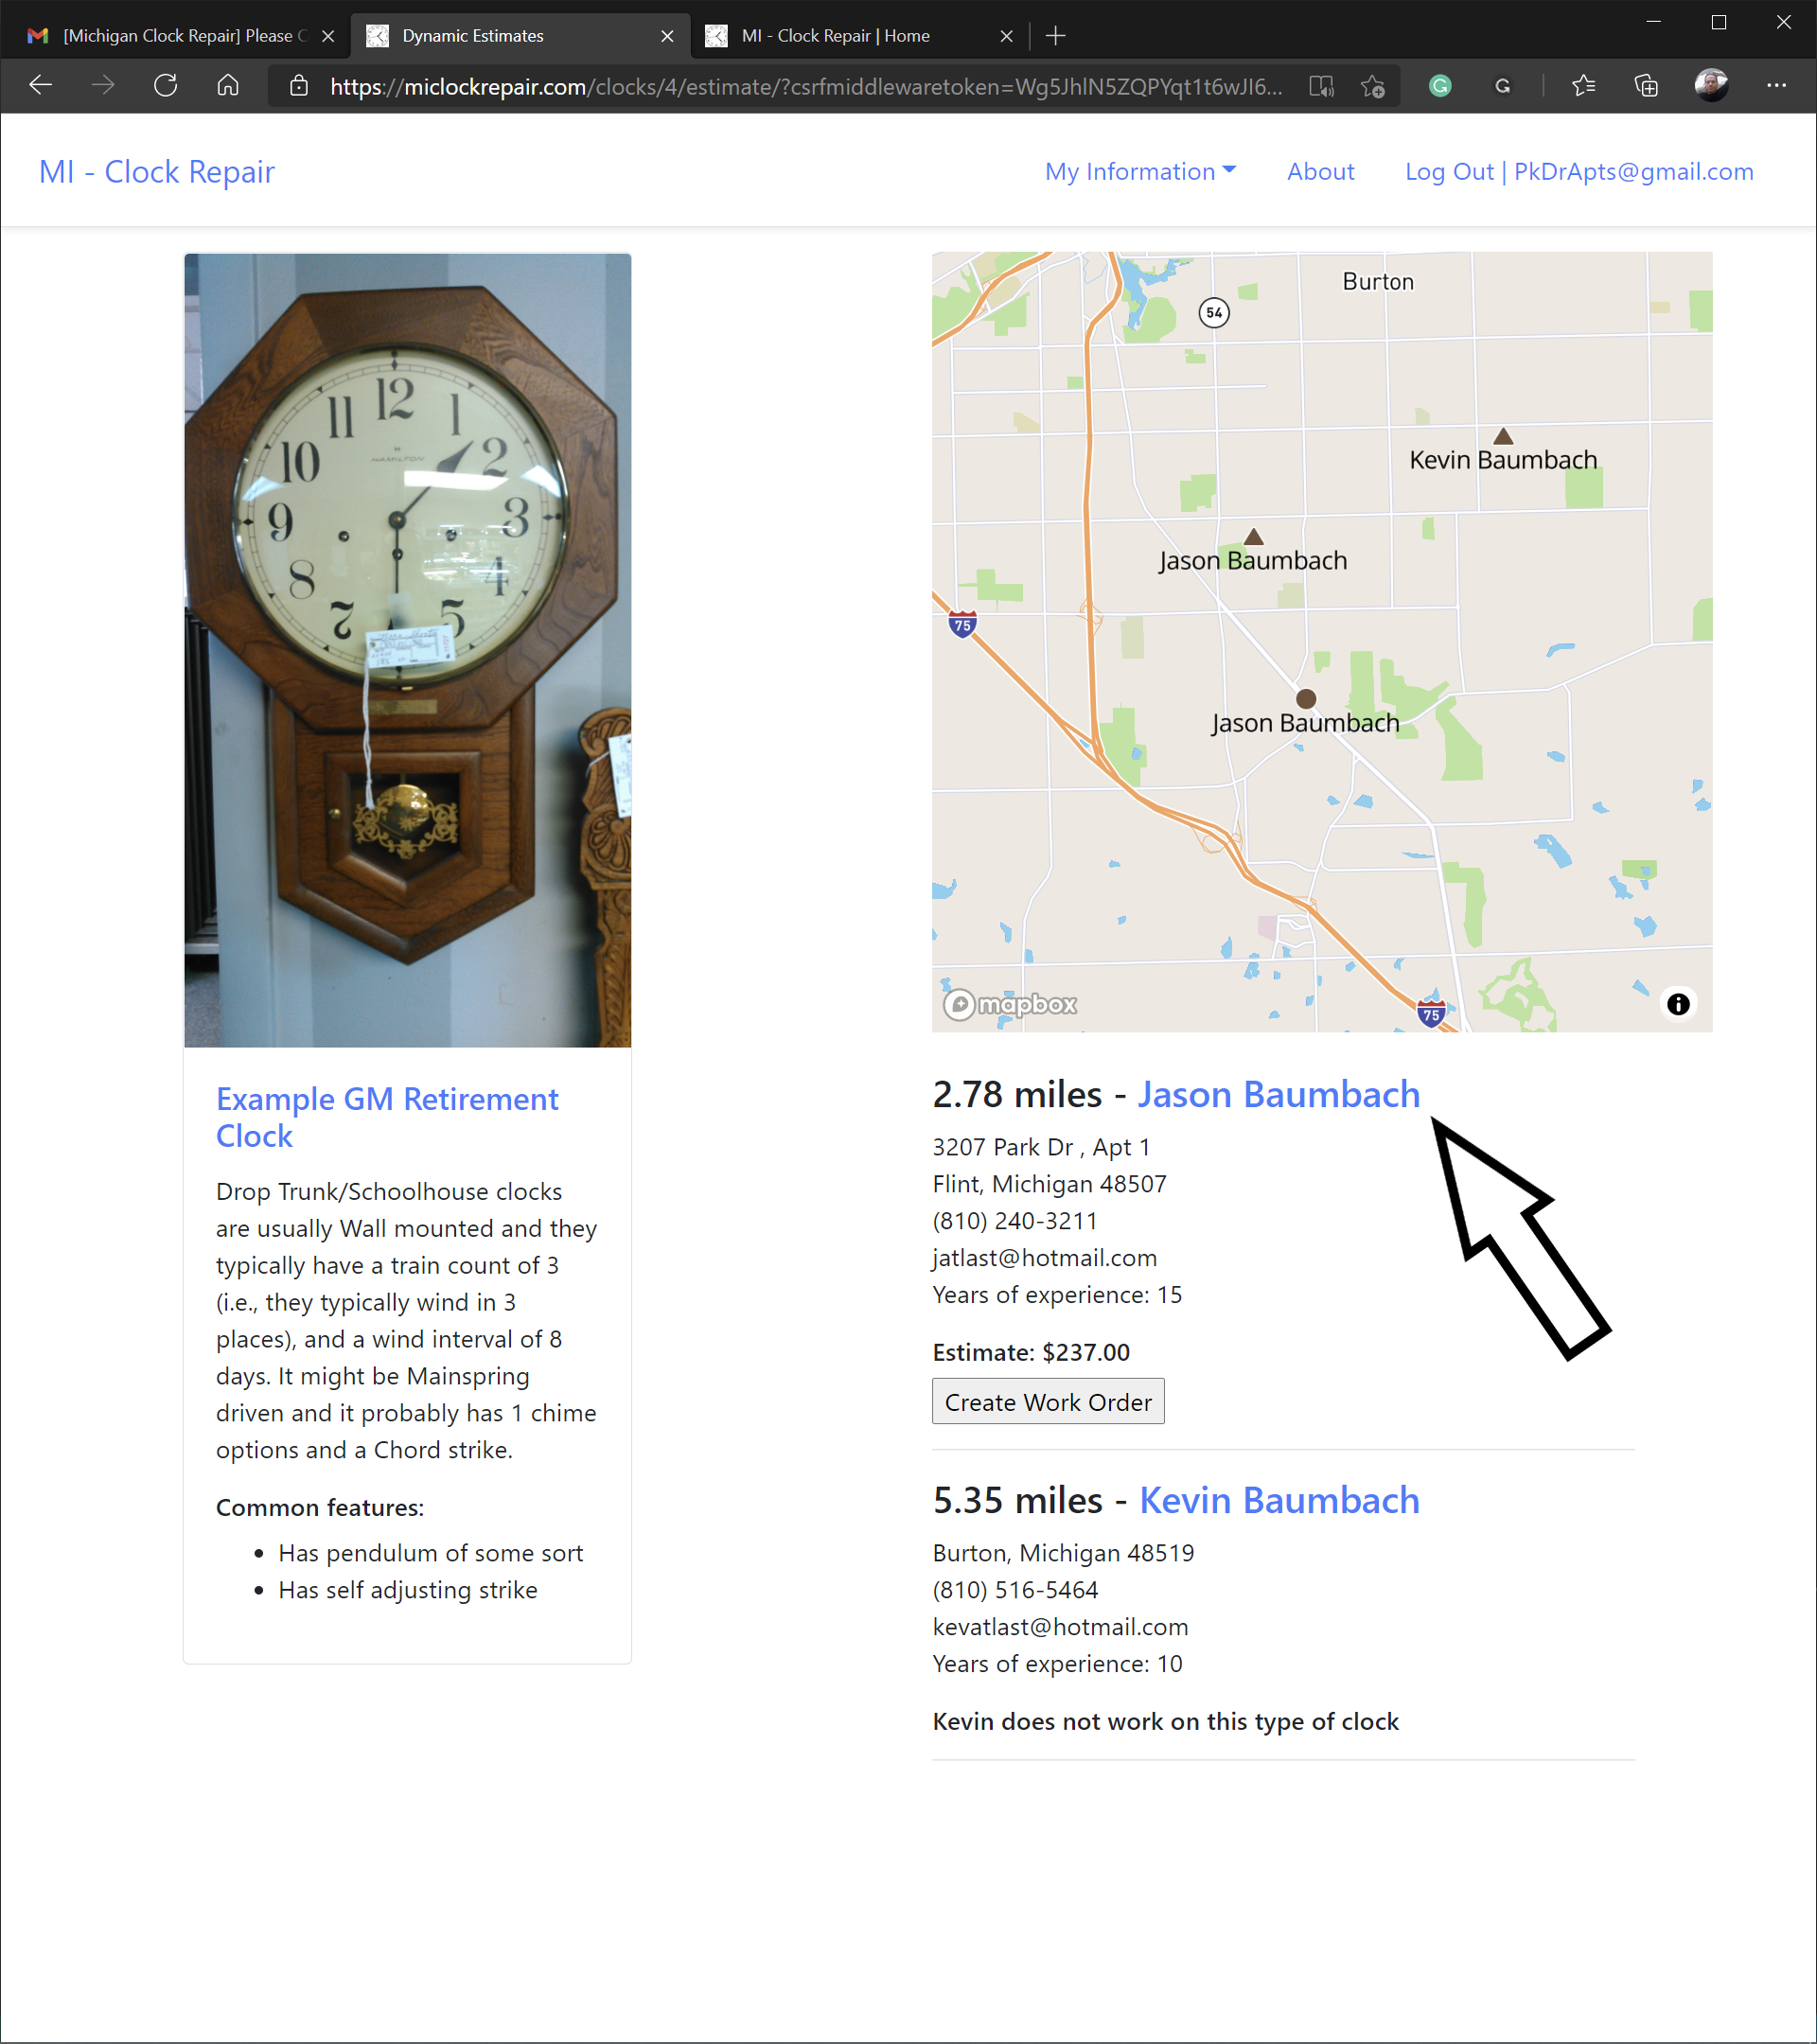 [Michigan Clock Repair] Please C
Dynamic Estimates
MI - Clock Repair | Home
https://miclockrepair.com/clocks/4/estimate/?csrfmiddlewaretoken=Wg5JhlN5ZQPYqt1t6wJl6...
MI - Clock Repair
My Information
About
Log Out | PkDrApts@gmail.com
12
1
2
3
4
5
7
8
9
10
11
HAMILTON
Burton
54
Kevin Baumbach
Jason Baumbach
75
Jason Baumbach
mapbox
75
Example GM Retirement
Clock
Drop Trunk/Schoolhouse clocks
are usually Wall mounted and they
typically have a train count of 3
(i.e., they typically wind in 3
places), and a wind interval of 8
days. It might be Mainspring
driven and it probably has 1 chime
options and a Chord strike.
Common features:
Has pendulum of some sort
Has self adjusting strike
2.78 miles - Jason Baumbach
3207 Park Dr , Apt 1
Flint, Michigan 48507
(810) 240-3211
jatlast@hotmail.com
Years of experience: 15
Estimate: $237.00
Create Work Order
5.35 miles - Kevin Baumbach
Burton, Michigan 48519
(810) 516-5464
kevatlast@hotmail.com
Years of experience: 10
Kevin does not work on this type of clock